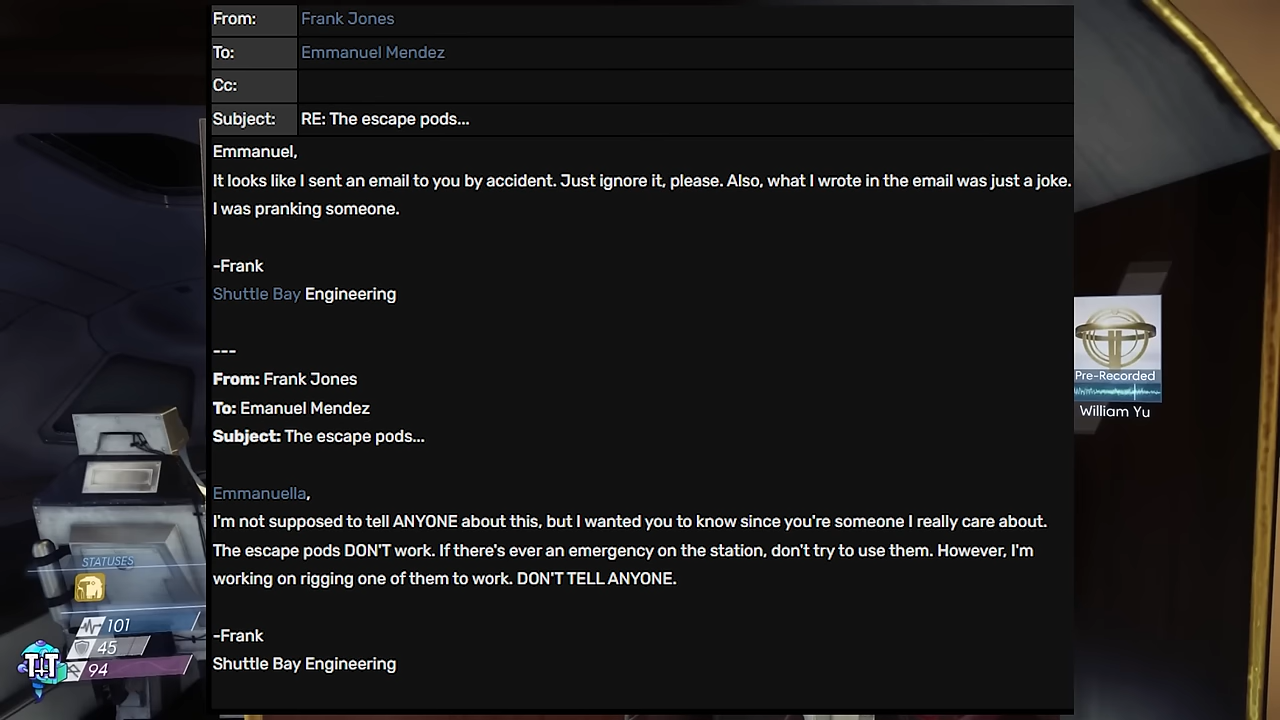 From: Frank Jones
To: Emmanuel Mendez
Cc:
Subject: RE: The escape pods...
Emmanuel,
It looks like I sent an email to you by accident. Just ignore it, please. Also, what I wrote in the email was just a joke.
I was pranking someone.
-Frank
Shuttle Bay Engineering
---
From: Frank Jones
To: Emanuel Mendez
Subject: The escape pods...
Emmanuella,
I'm not supposed to tell ANYONE about this, but I wanted you to know since you're someone I really care about.
The escape pods DON'T work. If there's ever an emergency on the station, don't try to use them. However, I'm
working on rigging one of them to work. DON'T TELL ANYONE.
-Frank
Shuttle Bay Engineering
Pre-Recorded
William Yu
STATUSES
101
45
94
T T